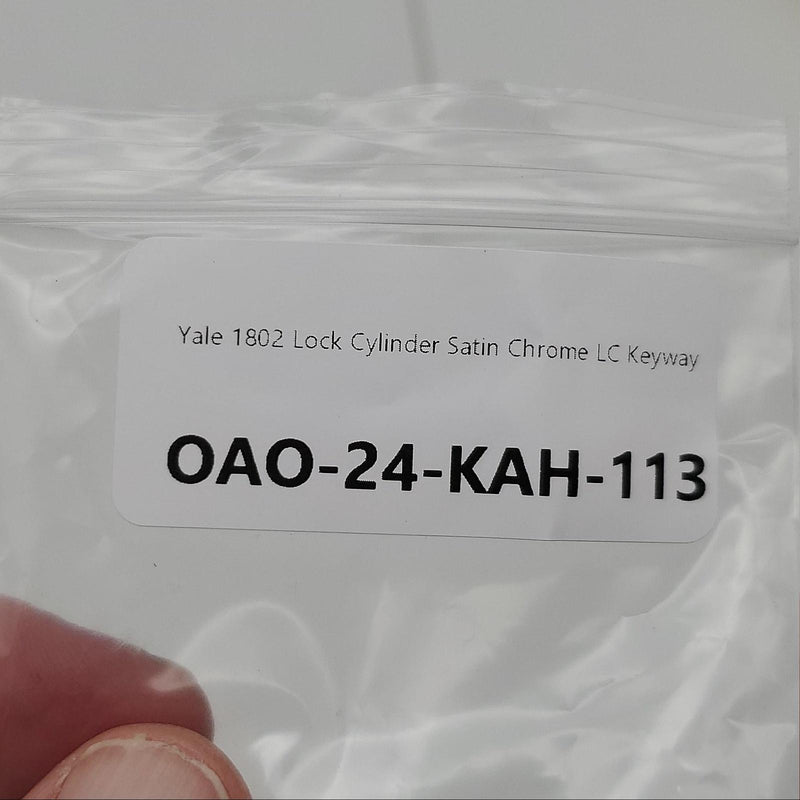 Yale 1802 Lock Cylinder Satin Chrome LC Keyway
OAO-24-KAH-113